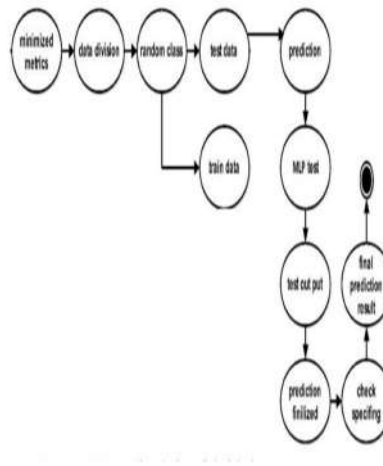 minimized
metrics
data division
random class
test data
prediction
train data
MLP test
test out put
final
prediction
result
prediction
finilized
check
specifing